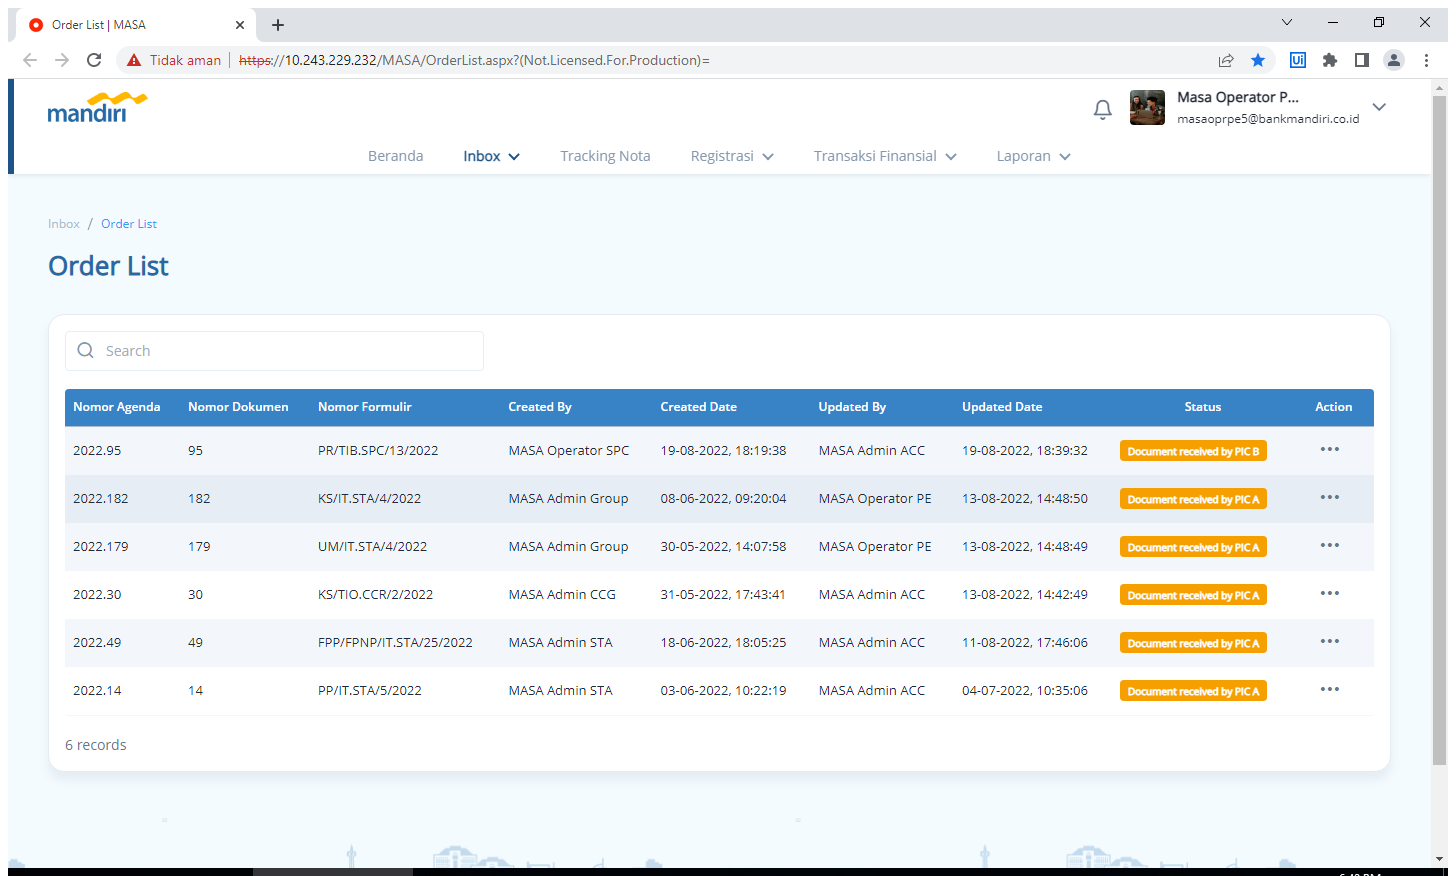 Order List | MASA
Tidak aman
https://10.243.229.232/MASA/OrderList.aspx?(Not.Licensed.For.Production)=
Ui
mandiri
Masa Operator P...
masaoprpe5@bankmandiri.co.id
Beranda Inbox Tracking Nota Registrasi Transaksi Finansial Laporan
Inbox / Order List
Order List
Search
Nomor Agenda Nomor Dokumen Nomor Formulir Created By Created Date Updated By Updated Date Status Action
2022.95 95 PR/TIB.SPC/13/2022 MASA Operator SPC 19-08-2022, 18:19:38 MASA Admin ACC 19-08-2022, 18:39:32 Document received by PIC B
2022.182 182 KS/IT.STA/4/2022 MASA Admin Group 08-06-2022, 09:20:04 MASA Operator PE 13-08-2022, 14:48:50 Document received by PIC A
2022.179 179 UM/IT.STA/4/2022 MASA Admin Group 30-05-2022, 14:07:58 MASA Operator PE 13-08-2022, 14:48:49 Document received by PIC A
2022.30 30 KS/TIO.CCR/2/2022 MASA Admin CCG 31-05-2022, 17:43:41 MASA Admin ACC 13-08-2022, 14:42:49 Document received by PIC A
2022.49 49 FPP/FPNP/IT.STA/25/2022 MASA Admin STA 18-06-2022, 18:05:25 MASA Admin ACC 11-08-2022, 17:46:06 Document received by PIC A
2022.14 14 PP/IT.STA/5/2022 MASA Admin STA 03-06-2022, 10:22:19 MASA Admin ACC 04-07-2022, 10:35:06 Document received by PIC A
6 records